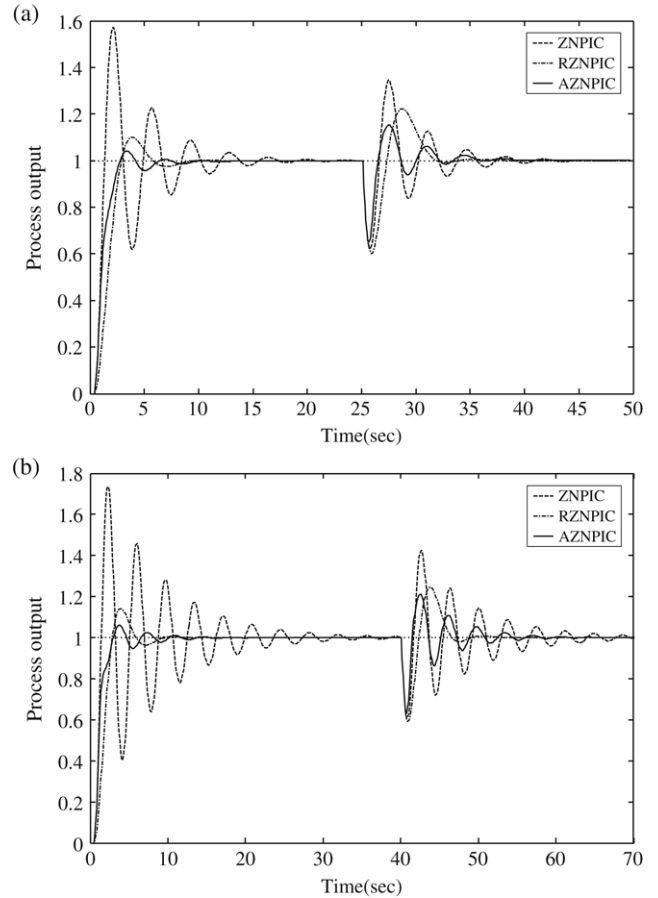 (a)
1.6
1.4
1.2
1
0.8
0.6
0.4
0.2
0
Process output
ZNPIC
RZNPIC
AZNPIC
0 5 10 15 20 25 30 35 40 45 50
Time(sec)
(b)
1.8
1.6
1.4
1.2
1
0.8
0.6
0.4
0.2
0
Process output
ZNPIC
RZNPIC
AZNPIC
0 10 20 30 40 50 60 70
Time(sec)